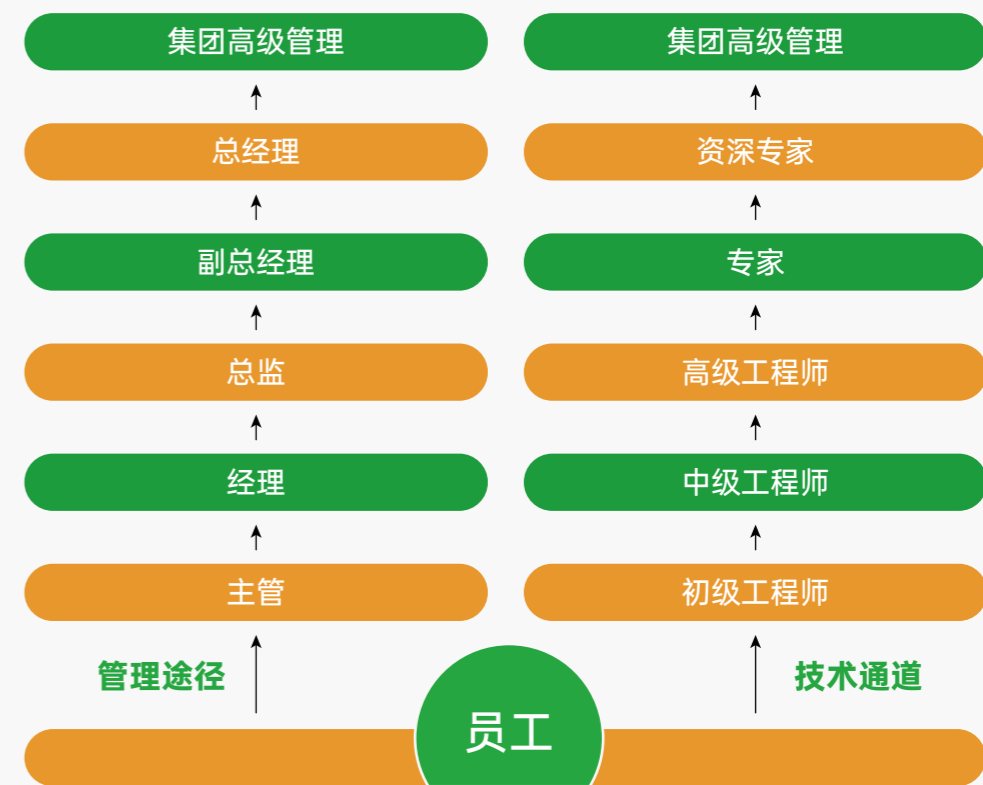 集团高级管理
集团高级管理
总经理
资深专家
副总经理
专家
总监
高级工程师
经理
中级工程师
主管
初级工程师
管理途径
技术通道
员工